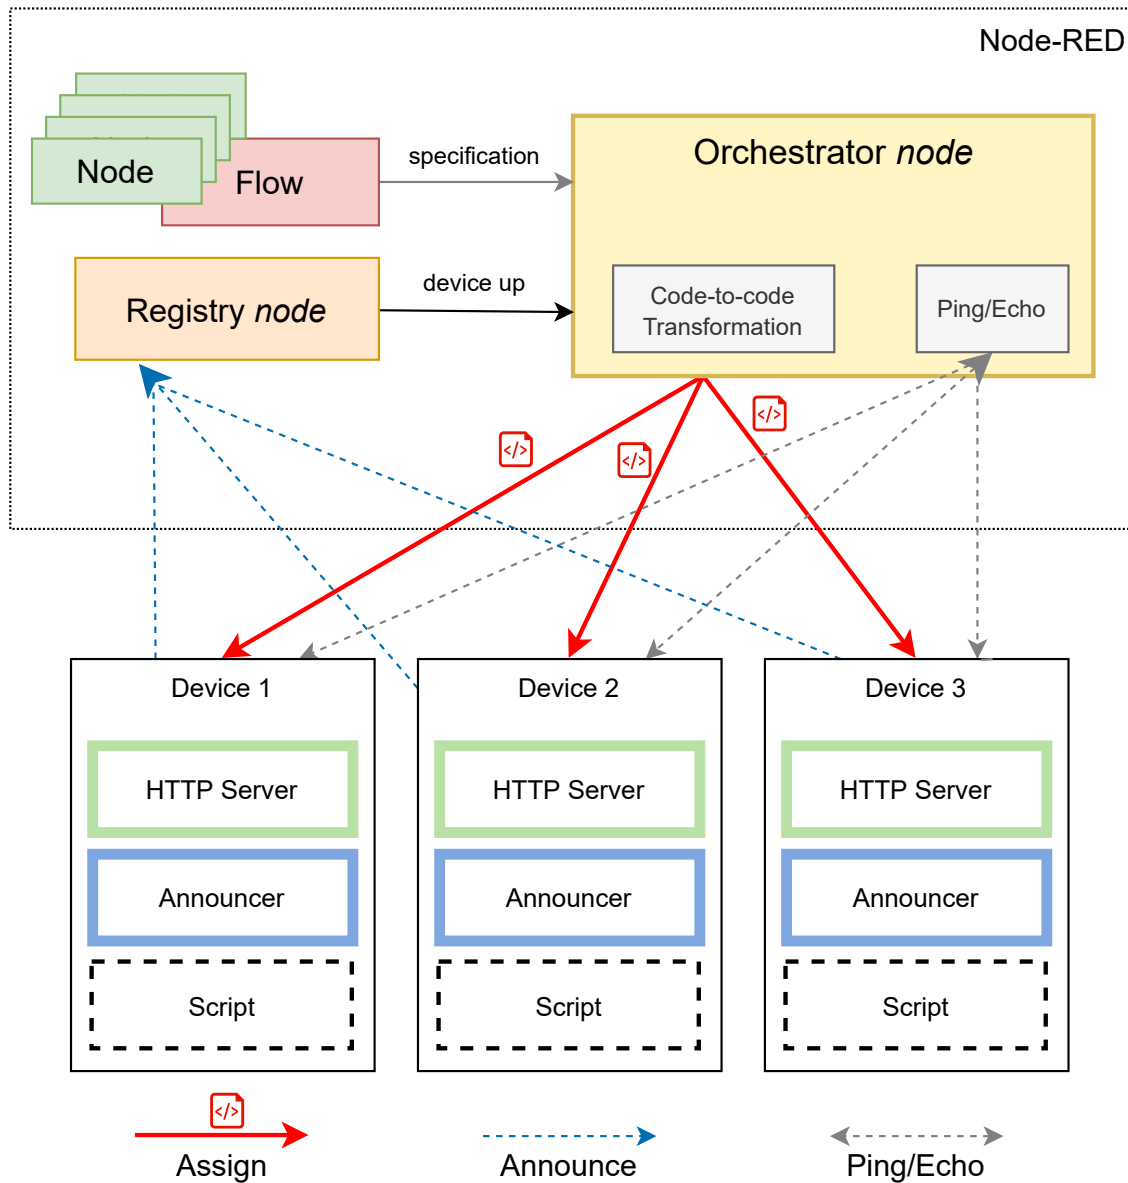 Node-RED
Node
Flow
specification
Orchestrator node
Registry node
device up
Code-to-code
Transformation
Ping/Echo
</>
</>
</>
Device 1
Device 2
Device 3
HTTP Server
HTTP Server
HTTP Server
Announcer
Announcer
Announcer
Script
Script
Script
</>
Assign
Announce
Ping/Echo